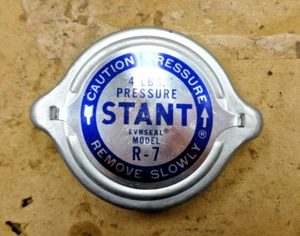 CAUTION PRESSURE
4 LBS.
PRESSURE
STANT
EVRSEAL®
MODEL
R-7
REMOVE SLOWLY
®